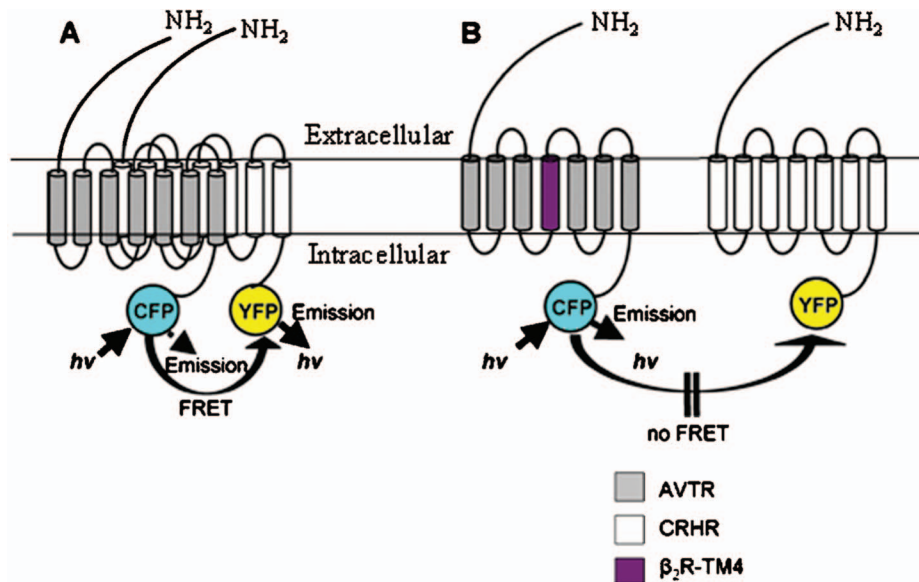 A
NH2
NH2
Extracellular
Intracellular
CFP
YFP
Emission
hv
Emission
hv
FRET
B
NH2
NH2
CFP
YFP
Emission
hv
hv
no FRET
AVTR
CRHR
β2R-TM4